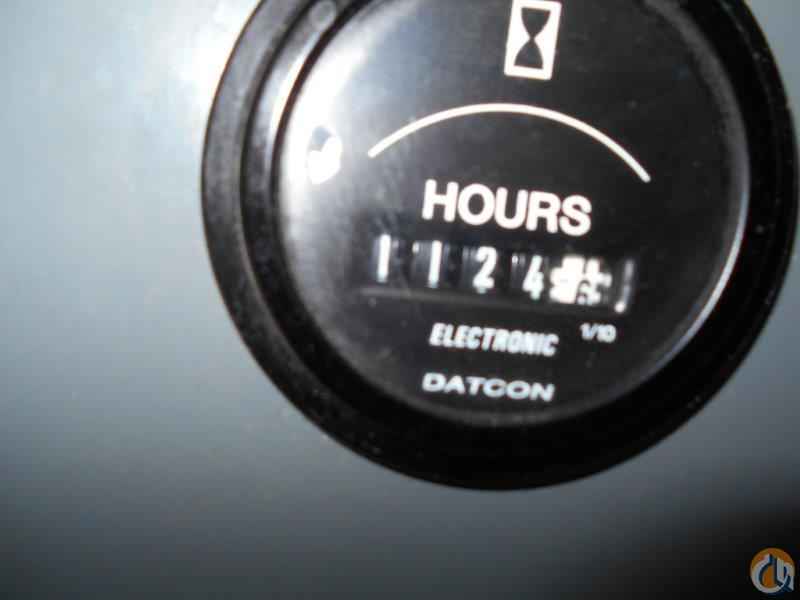 HOURS
1124
1/10
ELECTRONIC
DATCON